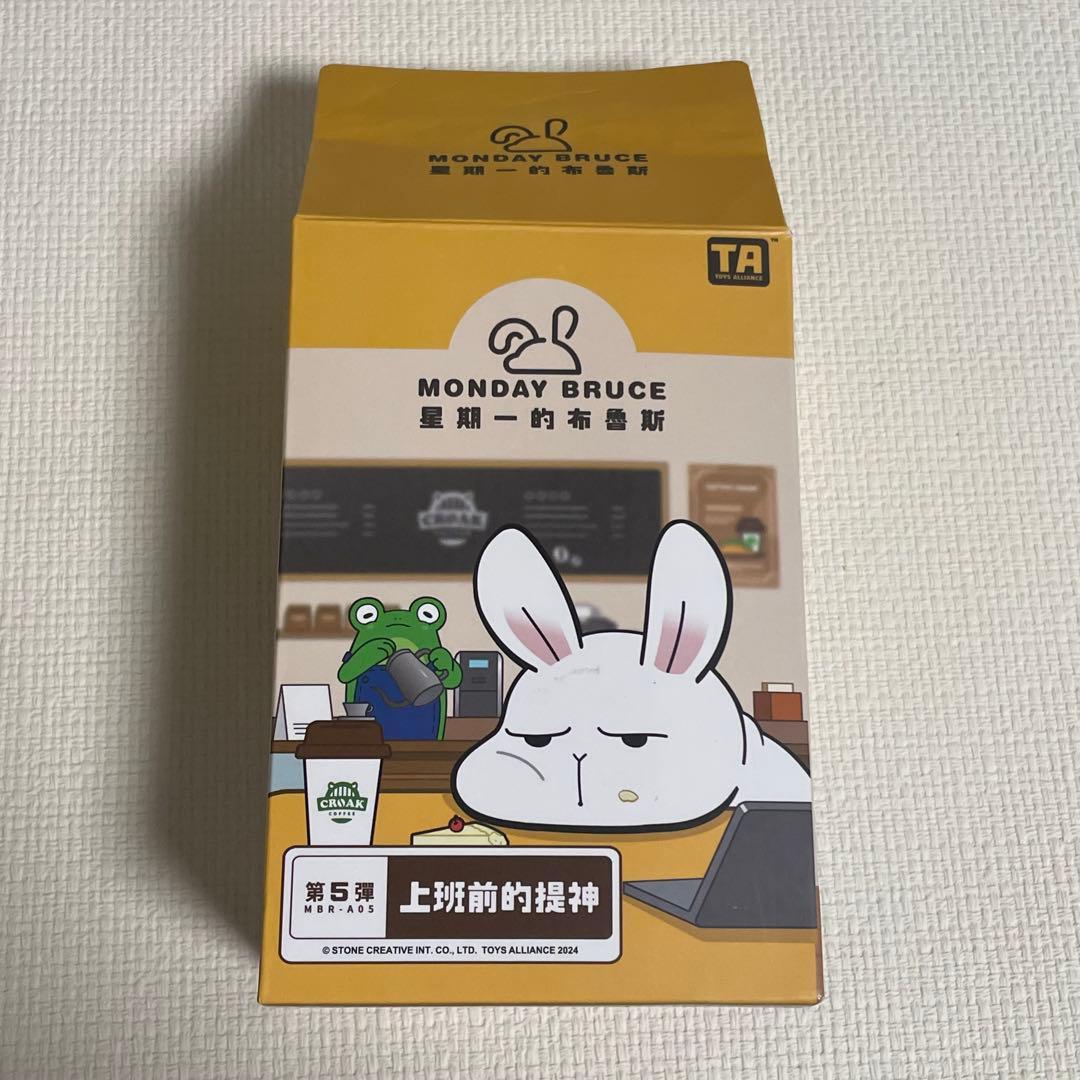 MONDAY BRUCE
星期一的布魯斯
TA™
TOYS ALLIANCE
MONDAY BRUCE
星期一的布魯斯
CROAK
CROAK
COFFEE
第5彈
MBR-A05
上班前的提神
© STONE CREATIVE INT. CO., LTD. TOYS ALLIANCE 2024